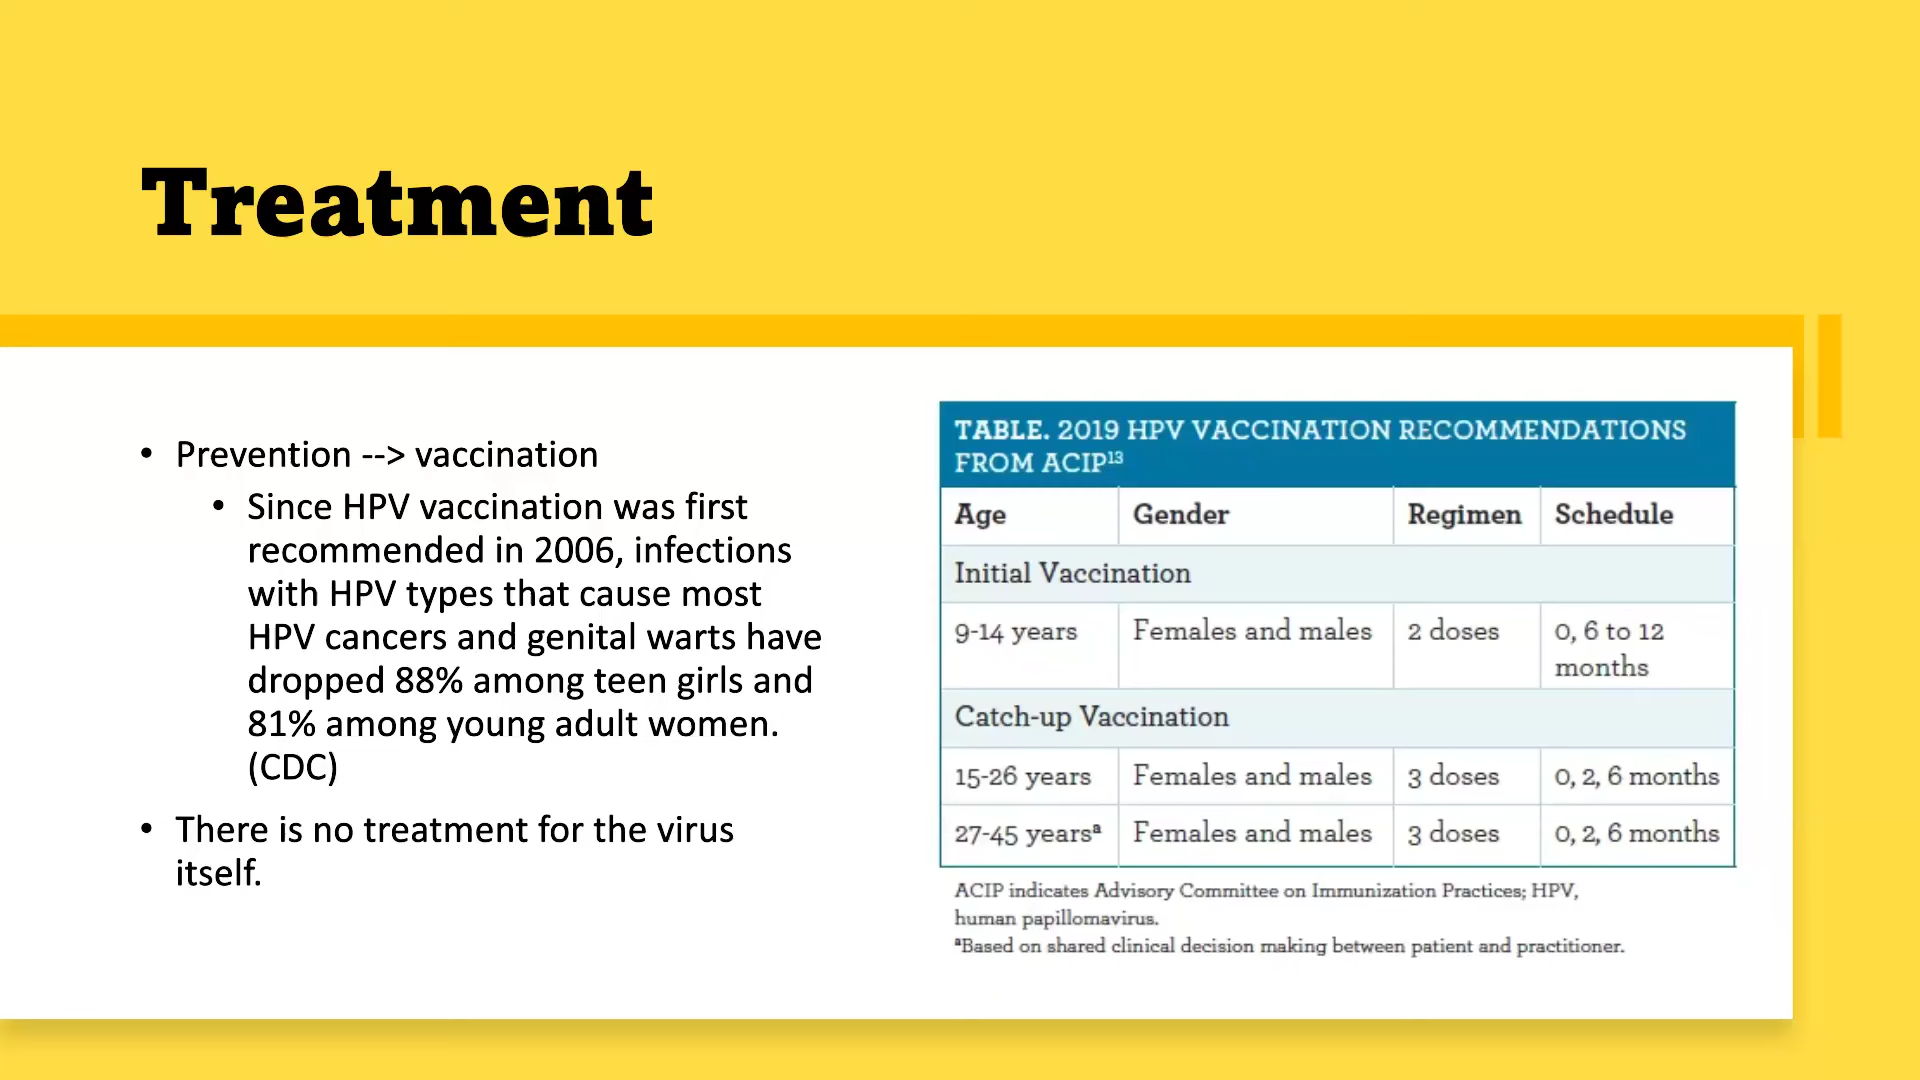 Treatment
• Prevention --> vaccination
• Since HPV vaccination was first
recommended in 2006, infections
with HPV types that cause most
HPV cancers and genital warts have
dropped 88% among teen girls and
81% among young adult women.
(CDC)
• There is no treatment for the virus
itself.
TABLE. 2019 HPV VACCINATION RECOMMENDATIONS
FROM ACIP¹³
Age Gender Regimen Schedule
Initial Vaccination
9-14 years Females and males 2 doses 0, 6 to 12
months
Catch-up Vaccination
15-26 years Females and males 3 doses 0, 2, 6 months
27-45 yearsᵃ Females and males 3 doses 0, 2, 6 months
ACIP indicates Advisory Committee on Immunization Practices; HPV,
human papillomavirus.
ᵃBased on shared clinical decision making between patient and practitioner.